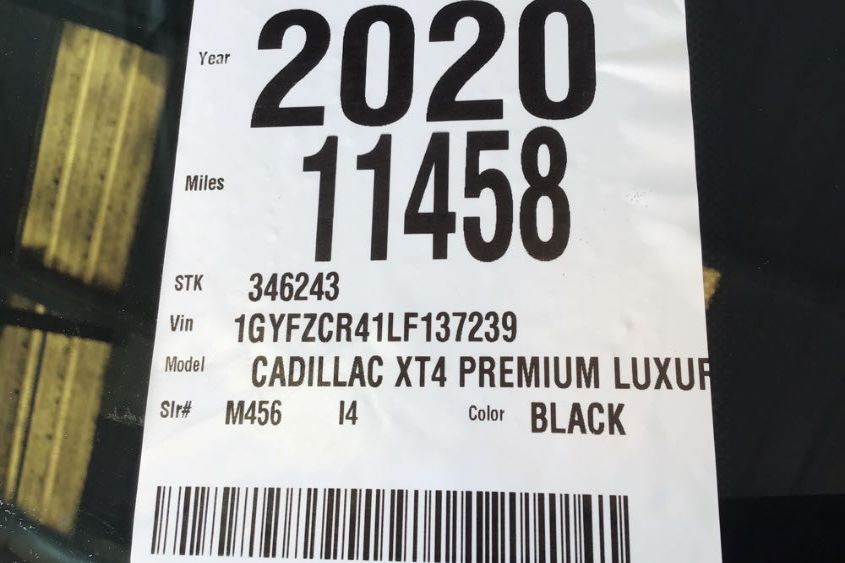 Year 2020
Miles 11458
STK 346243
Vin 1GYFZCR41LF137239
Model CADILLAC XT4 PREMIUM LUXUR
Slr# M456 I4 Color BLACK